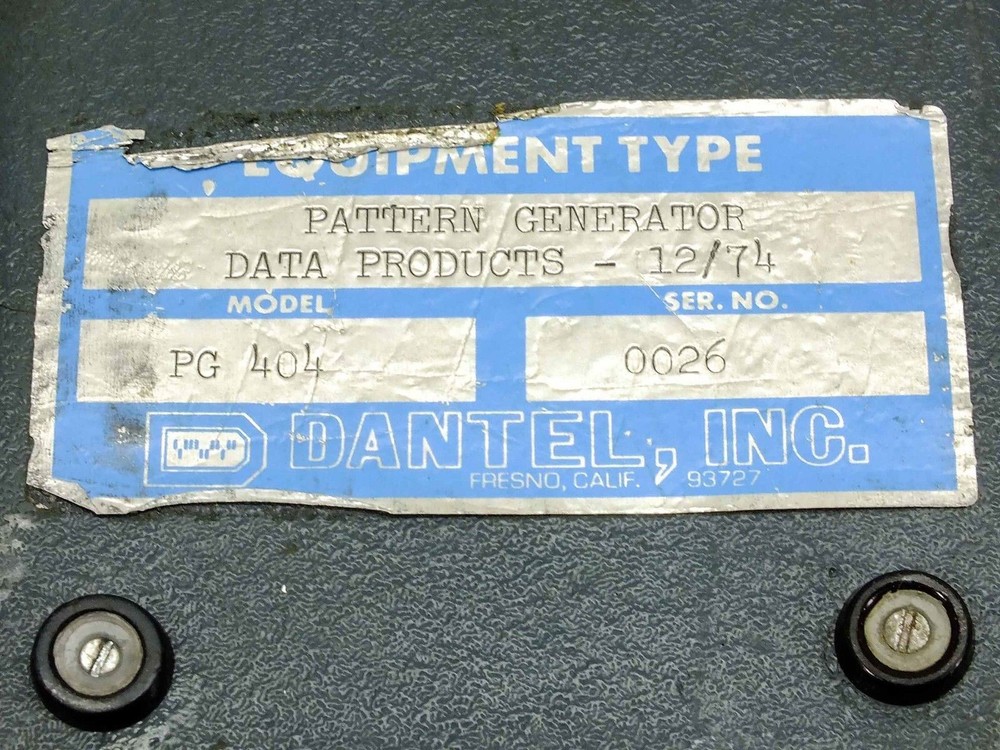 EQUIPMENT TYPE
PATTERN GENERATOR
DATA PRODUCTS - 12/74
MODEL
SER. NO.
PG 404
0026
DANTEL, INC.
FRESNO, CALIF. 93727